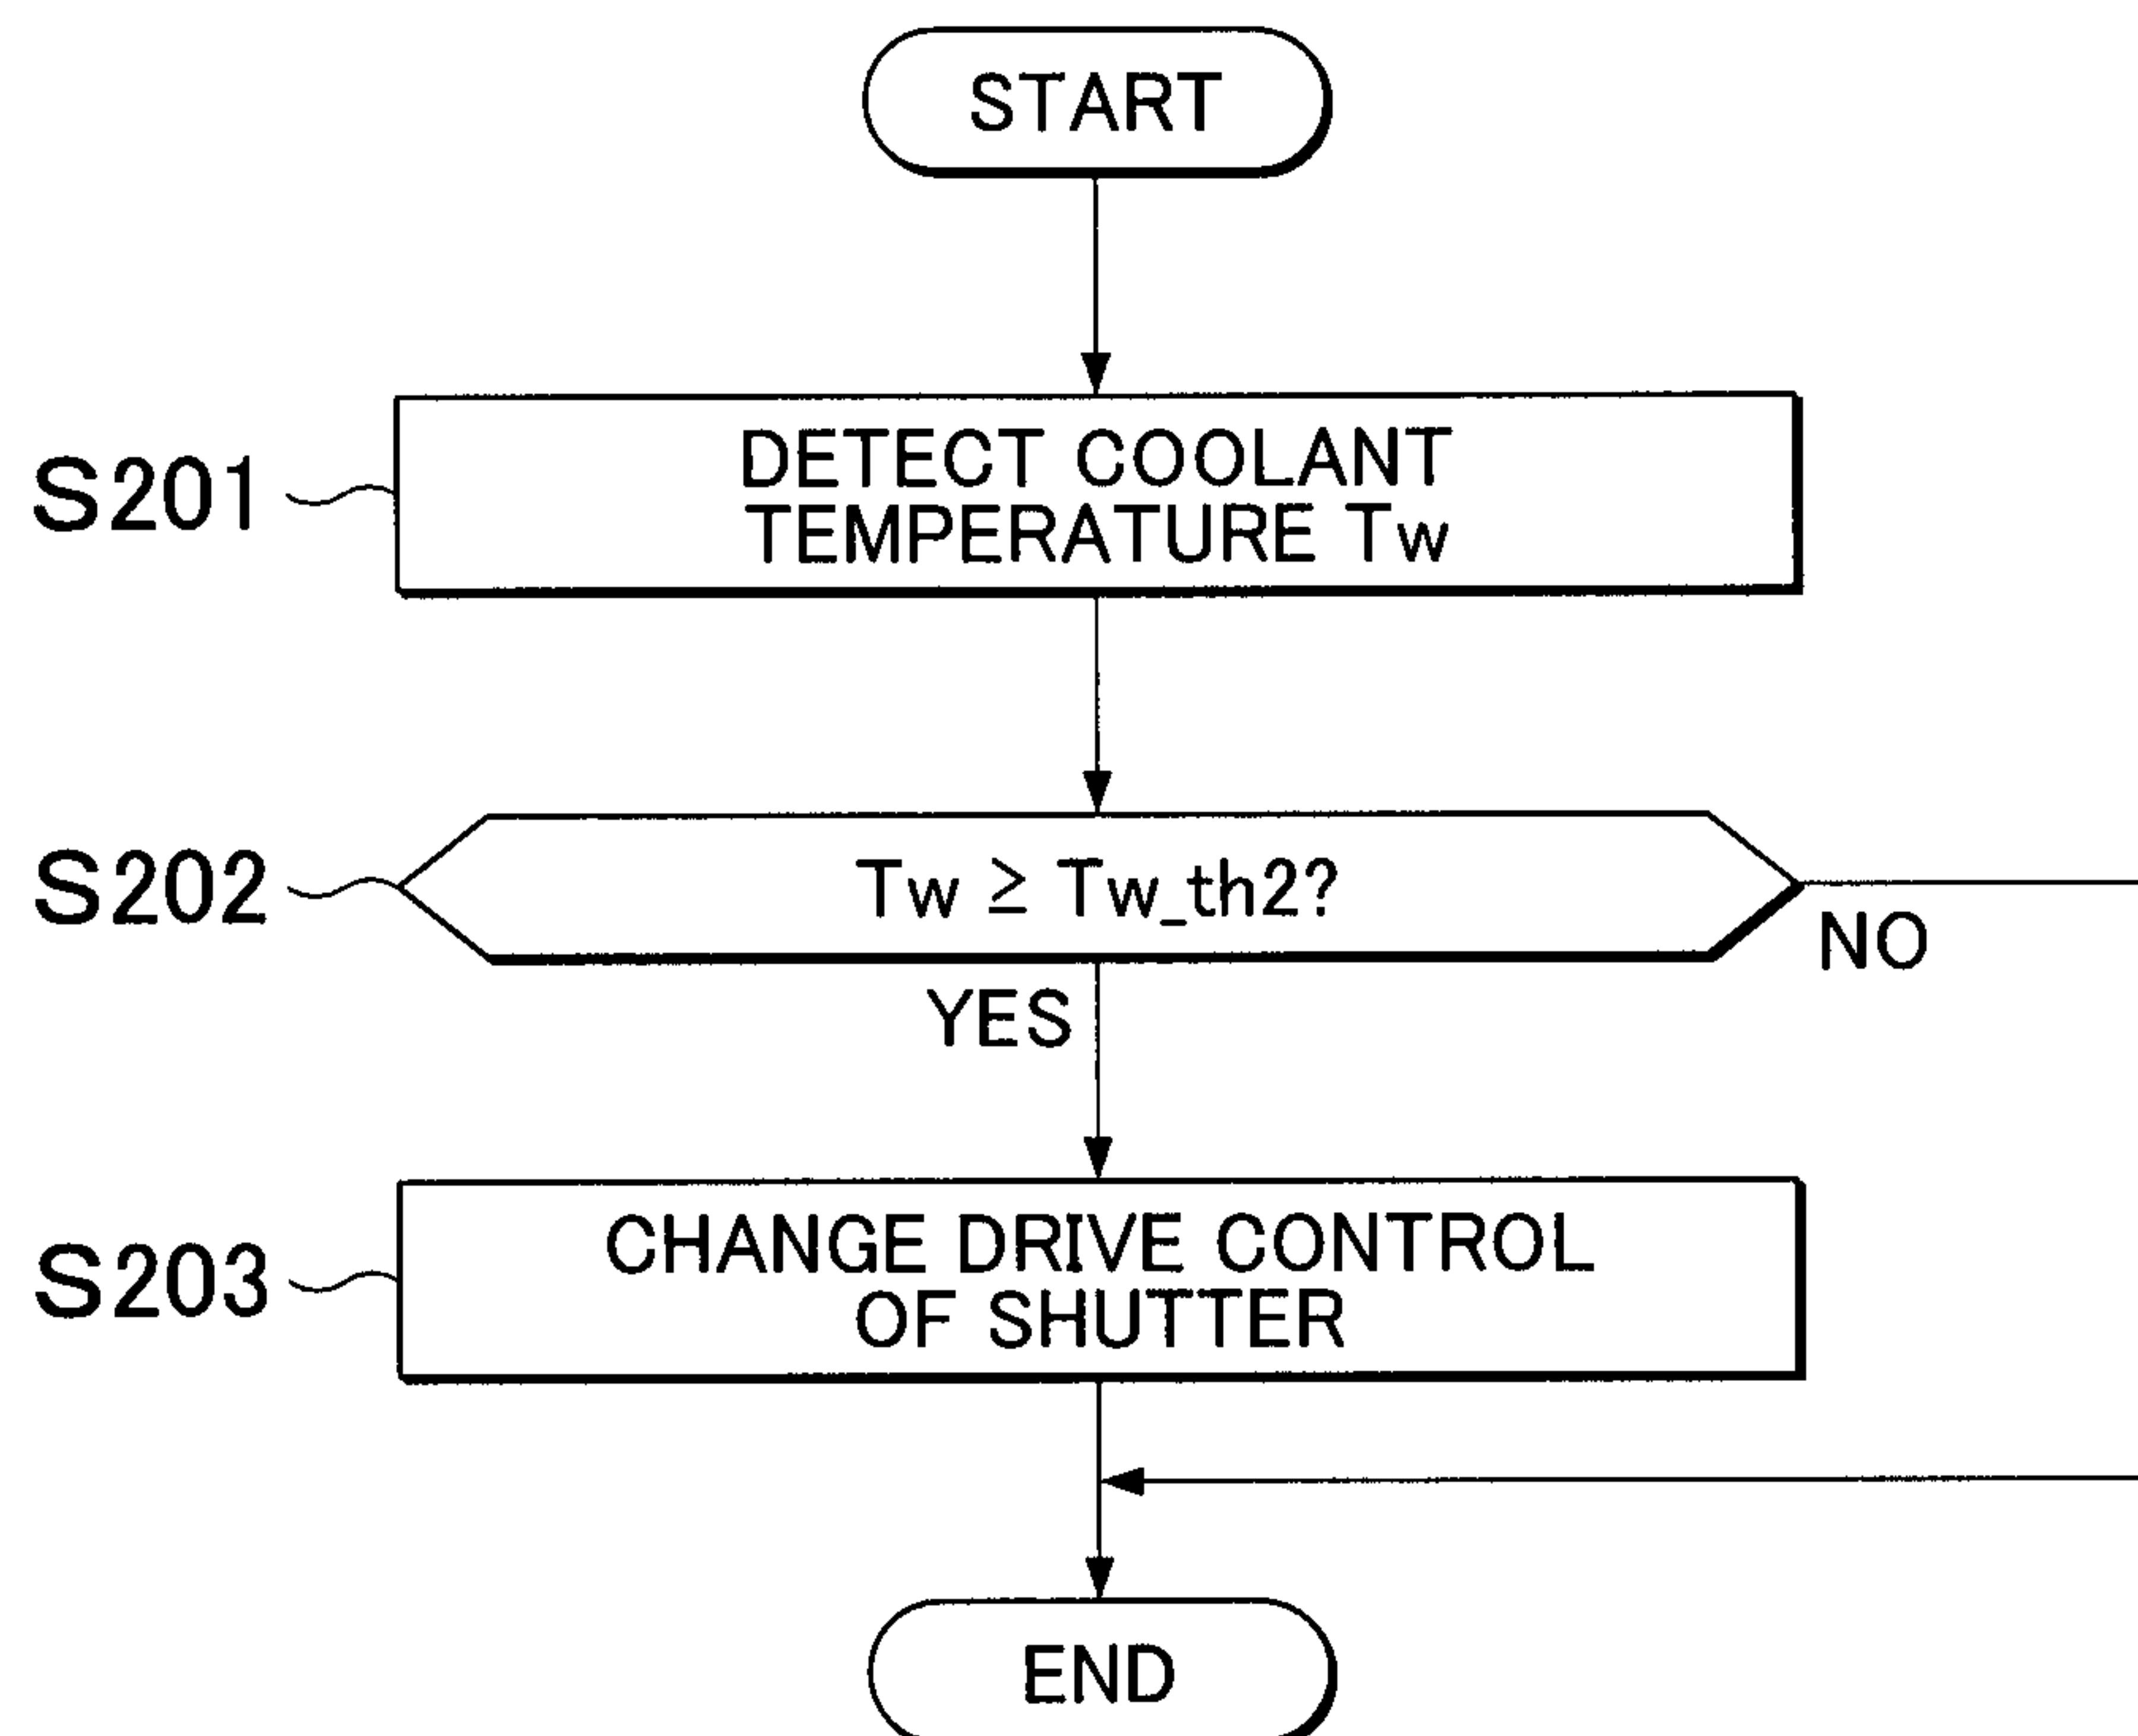 START
S201
DETECT COOLANT
TEMPERATURE Tw
S202
Tw ≥ Tw_th2?
NO
YES
S203
CHANGE DRIVE CONTROL
OF SHUTTER
END